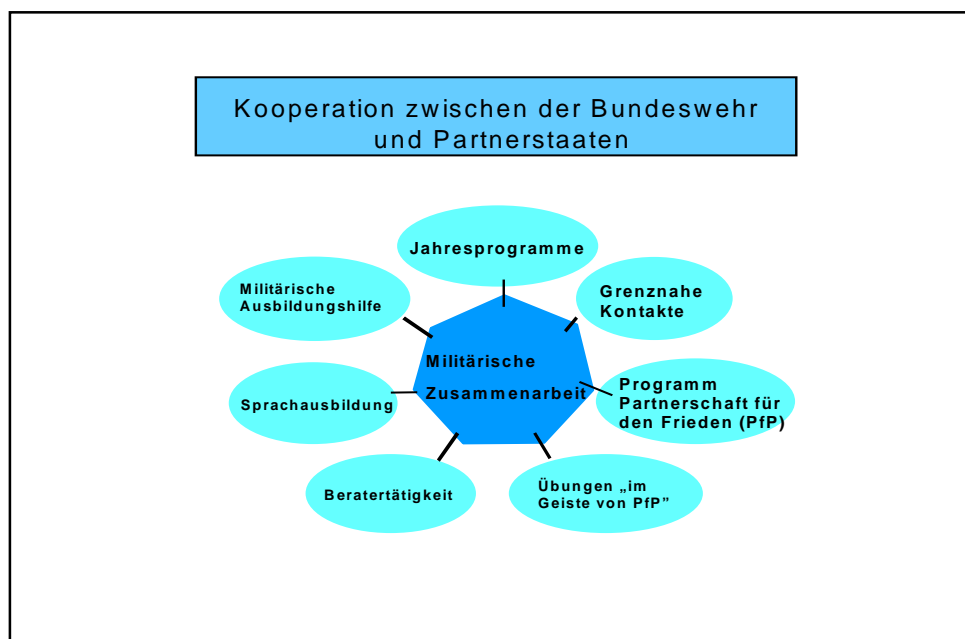 Kooperation zwischen der Bundeswehr
und Partnerstaaten
Jahresprogramme
Militärische
Ausbildungshilfe
Grenznahe
Kontakte
Militärische
Zusammenarbeit
Sprachausbildung
Programm
Partnerschaft für
den Frieden (PfP)
Beratertätigkeit
Übungen „im
Geiste von PfP”